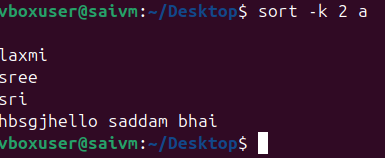 vboxuser@saivm:~/Desktop$ sort -k 2 a
laxmi
sree
sri
hbsgjhello saddam bhai
vboxuser@saivm:~/Desktop$